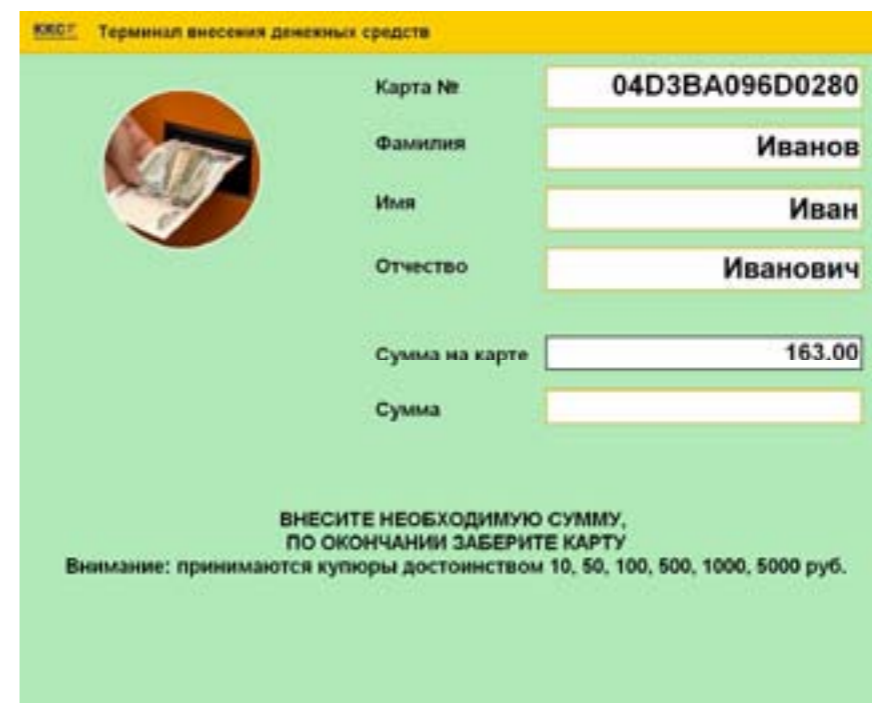 Терминал внесения денежных средств
Карта № 04D3BA096D0280
Фамилия Иванов
Имя Иван
Отчество Иванович
Сумма на карте 163.00
Сумма
ВНЕСИТЕ НЕОБХОДИМУЮ СУММУ,
ПО ОКОНЧАНИИ ЗАБЕРИТЕ КАРТУ
Внимание: принимаются купюры достоинством 10, 50, 100, 500, 1000, 5000 руб.